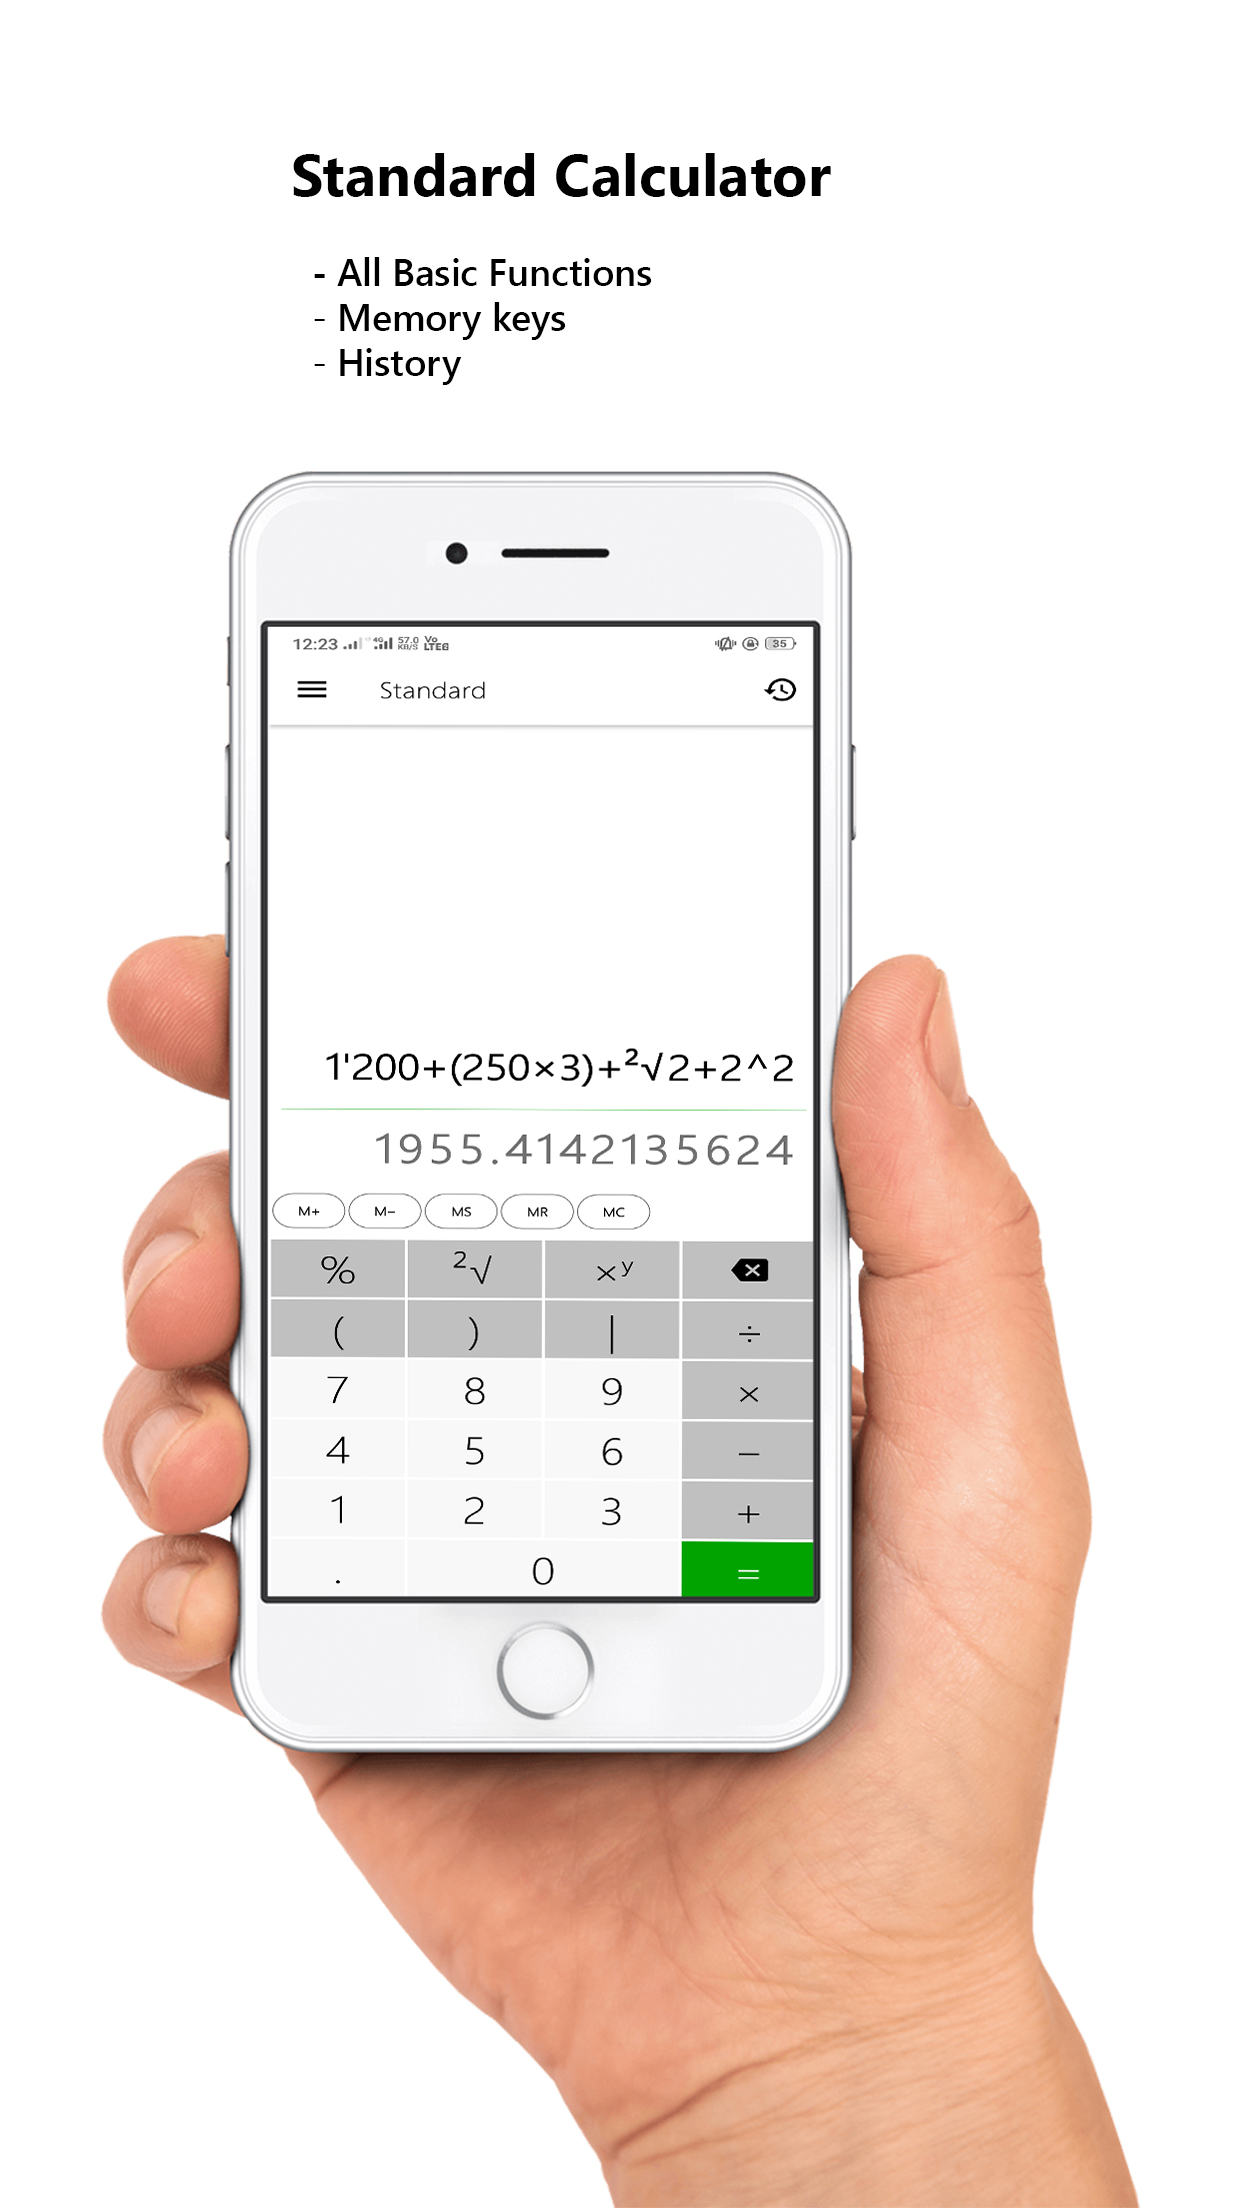 Standard Calculator
- All Basic Functions
- Memory keys
- History
12:23 4G 57.0 KB/S Vo LTE 35
Standard
1'200+(250×3)+²√2+2^2
1955.4142135624
M+ M− MS MR MC
% ²√ xʸ
( ) | ÷
7 8 9 ×
4 5 6 −
1 2 3 +
. 0 =